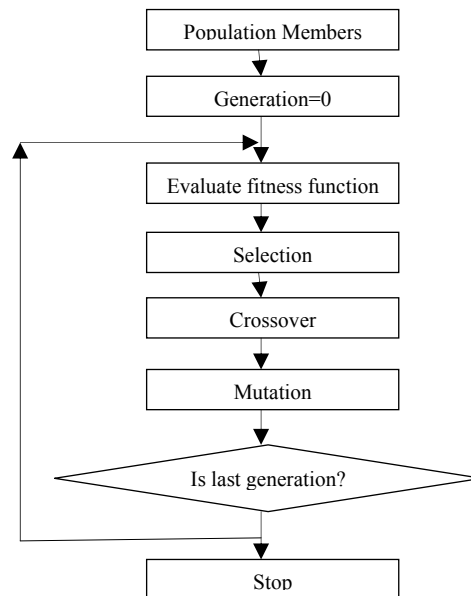 Population Members
Generation=0
Evaluate fitness function
Selection
Crossover
Mutation
Is last generation?
Stop